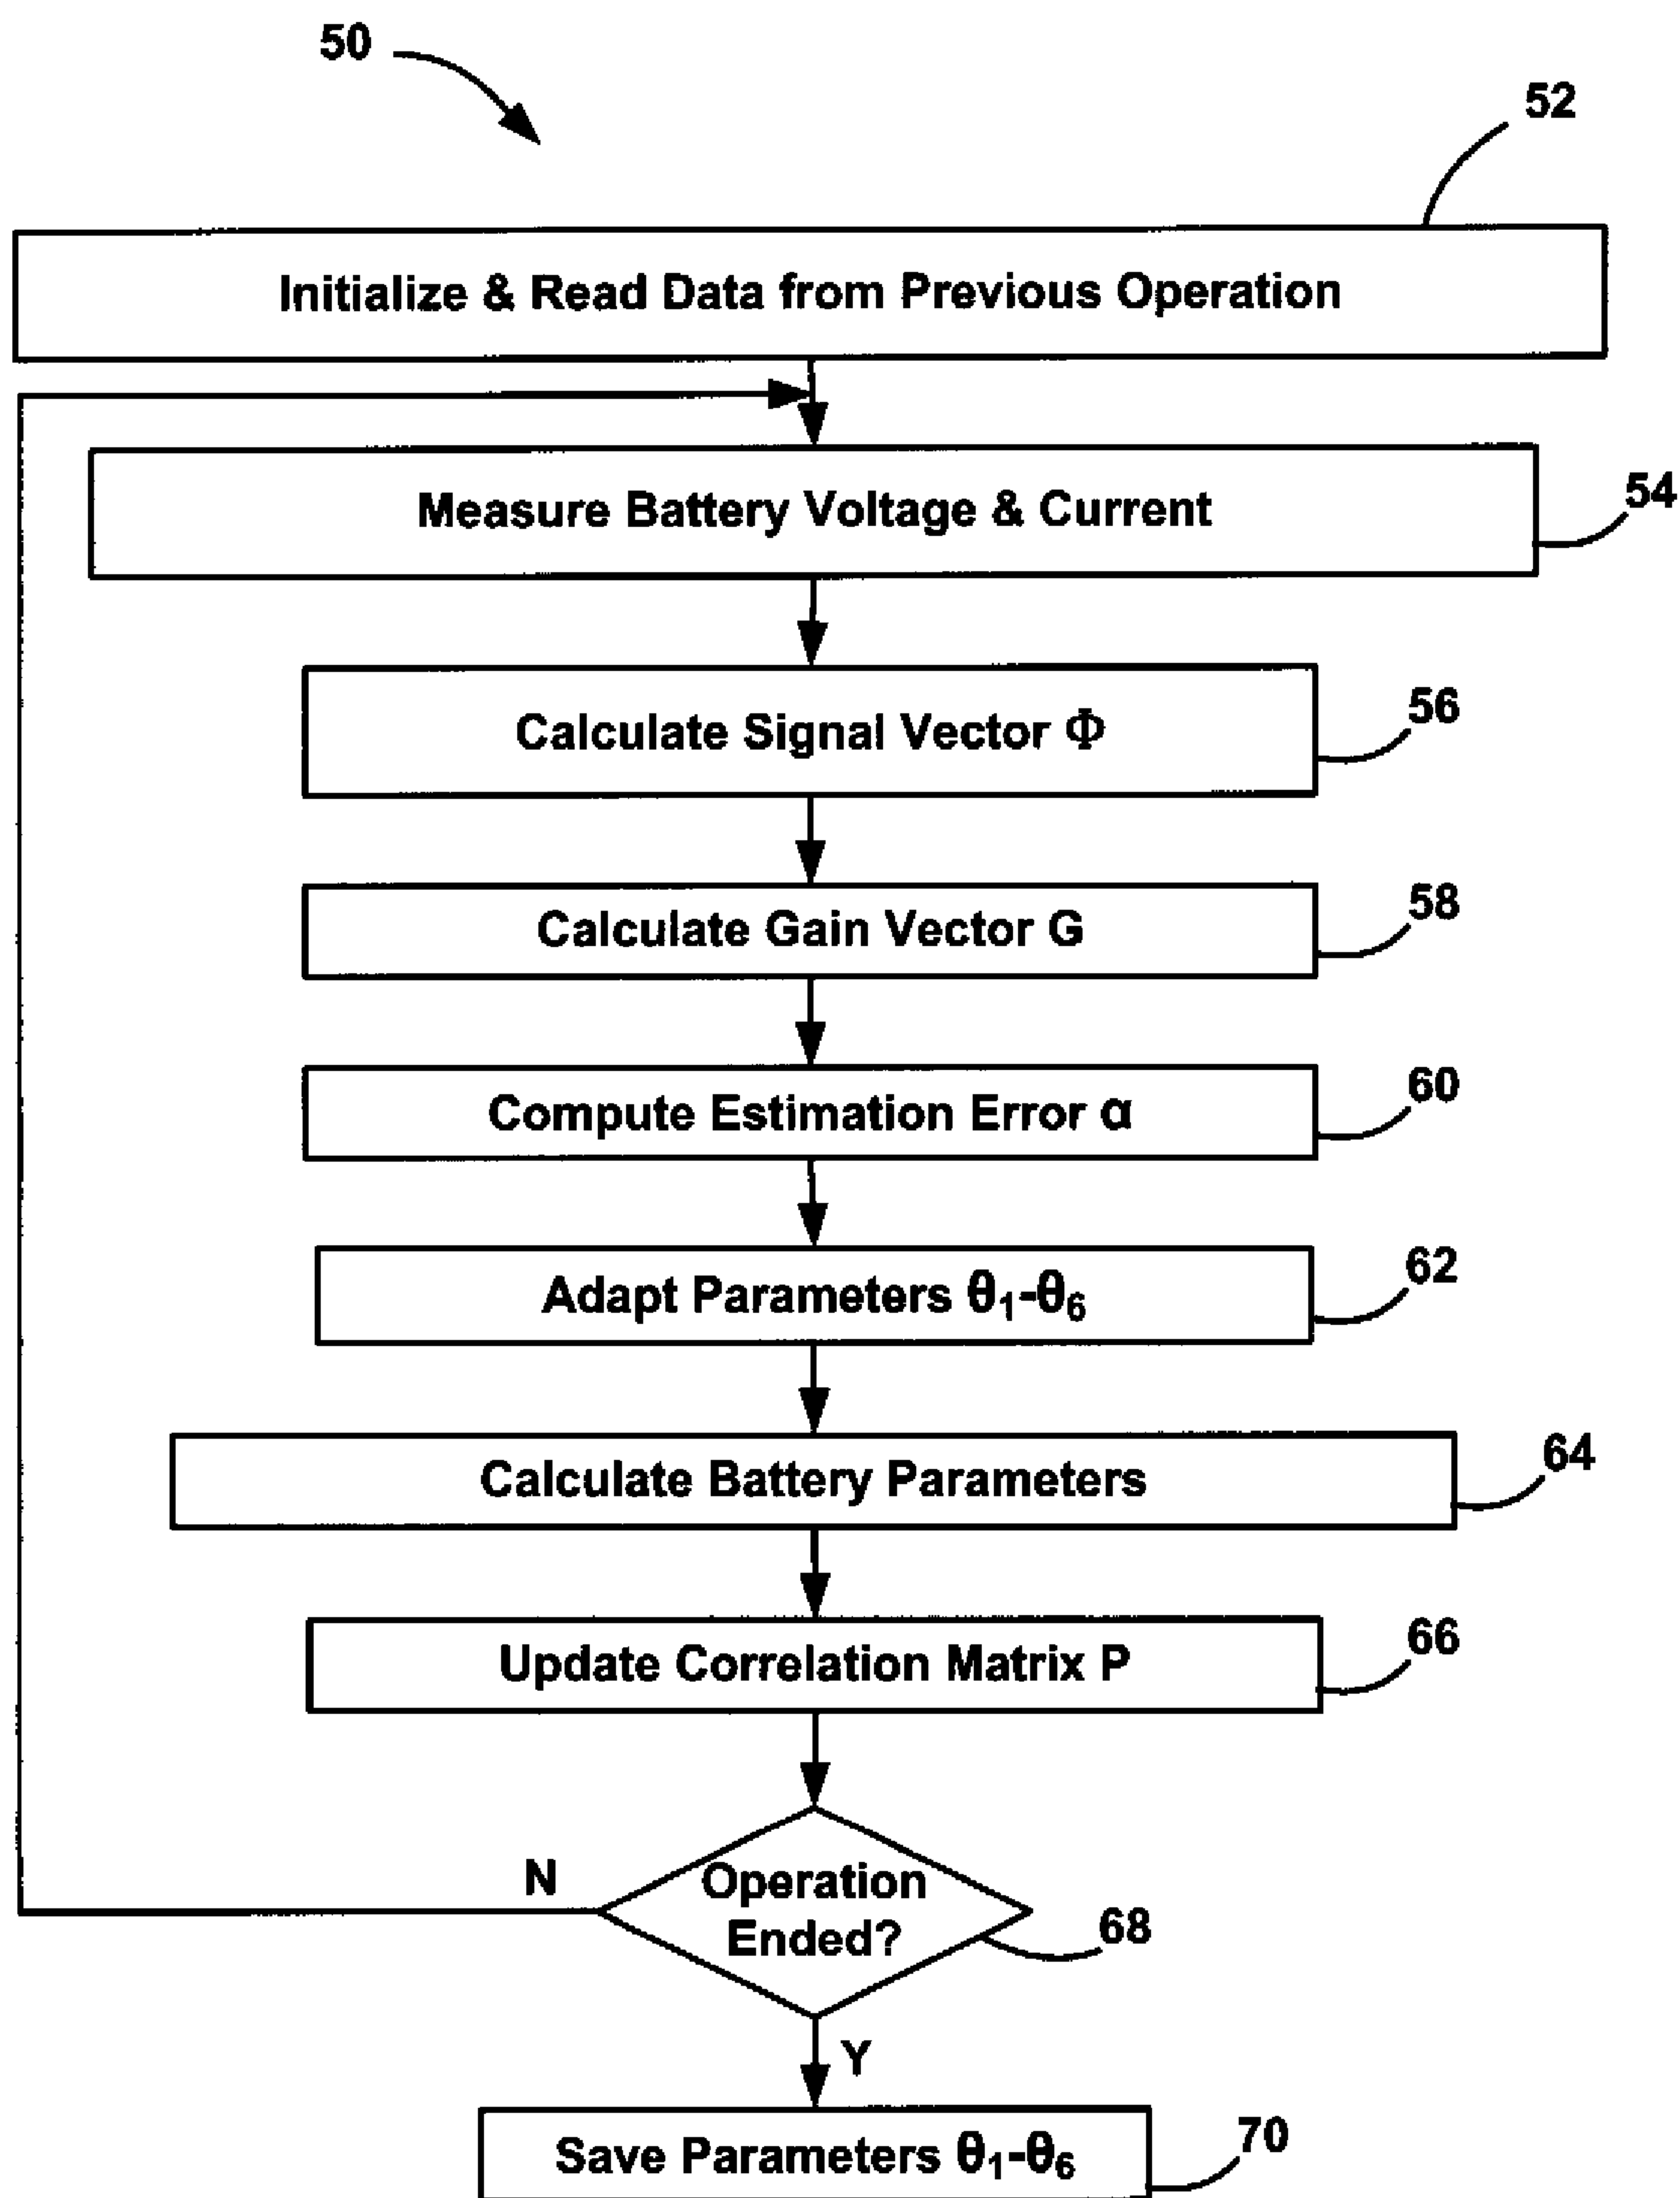 50
52
Initialize & Read Data from Previous Operation
Measure Battery Voltage & Current
54
Calculate Signal Vector Φ
56
Calculate Gain Vector G
58
Compute Estimation Error α
60
Adapt Parameters θ₁-θ₆
62
Calculate Battery Parameters
64
Update Correlation Matrix P
66
N
Operation
Ended?
68
Y
Save Parameters θ₁-θ₆
70